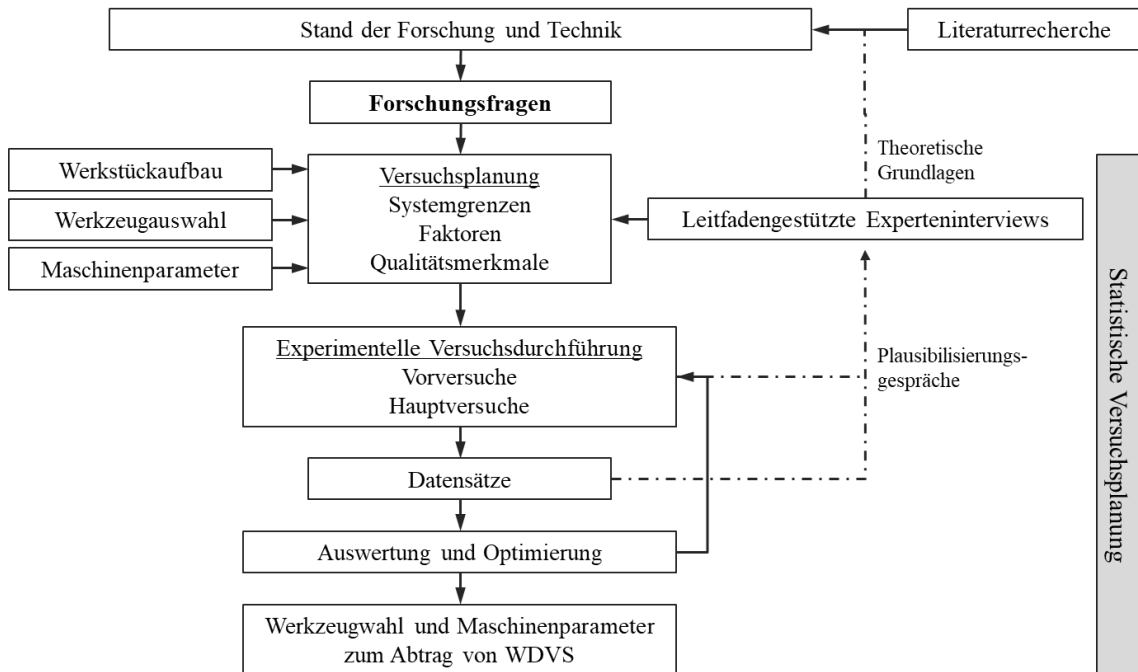 Stand der Forschung und Technik
Literaturrecherche
Forschungsfragen
Theoretische
Grundlagen
Werkstückaufbau
Werkzeugauswahl
Maschinenparameter
Versuchsplanung
Systemgrenzen
Faktoren
Qualitätsmerkmale
Leitfadengestützte Experteninterviews
Experimentelle Versuchsdurchführung
Vorversuche
Hauptversuche
Plausibilisierungs-
gespräche
Datensätze
Auswertung und Optimierung
Werkzeugwahl und Maschinenparameter
zum Abtrag von WDVS
Statistische Versuchsplanung